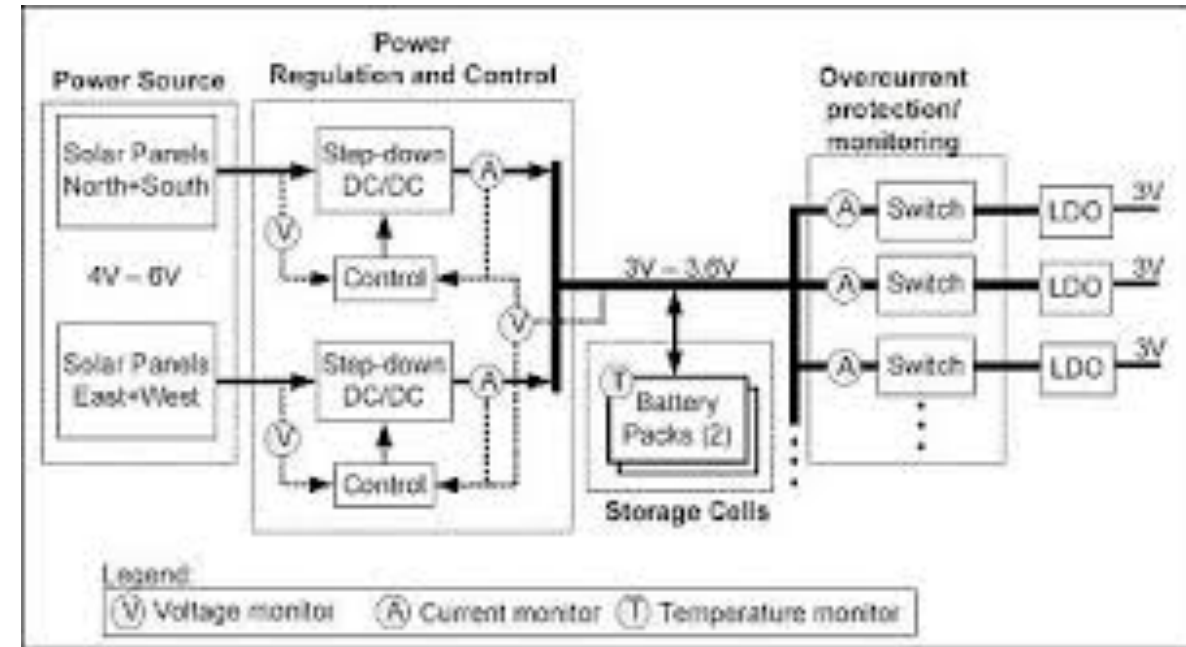 Power Source
Solar Panels
North+South
4V – 6V
Solar Panels
East+West
Power
Regulation and Control
Step-down
DC/DC
A
V
Control
V
Step-down
DC/DC
A
V
Control
3V – 3.6V
T
Battery
Packs (2)
Storage Cells
Overcurrent
protection/
monitoring
A
Switch
LDO
3V
A
Switch
LDO
3V
A
Switch
LDO
3V
Legend:
V Voltage monitor A Current monitor T Temperature monitor